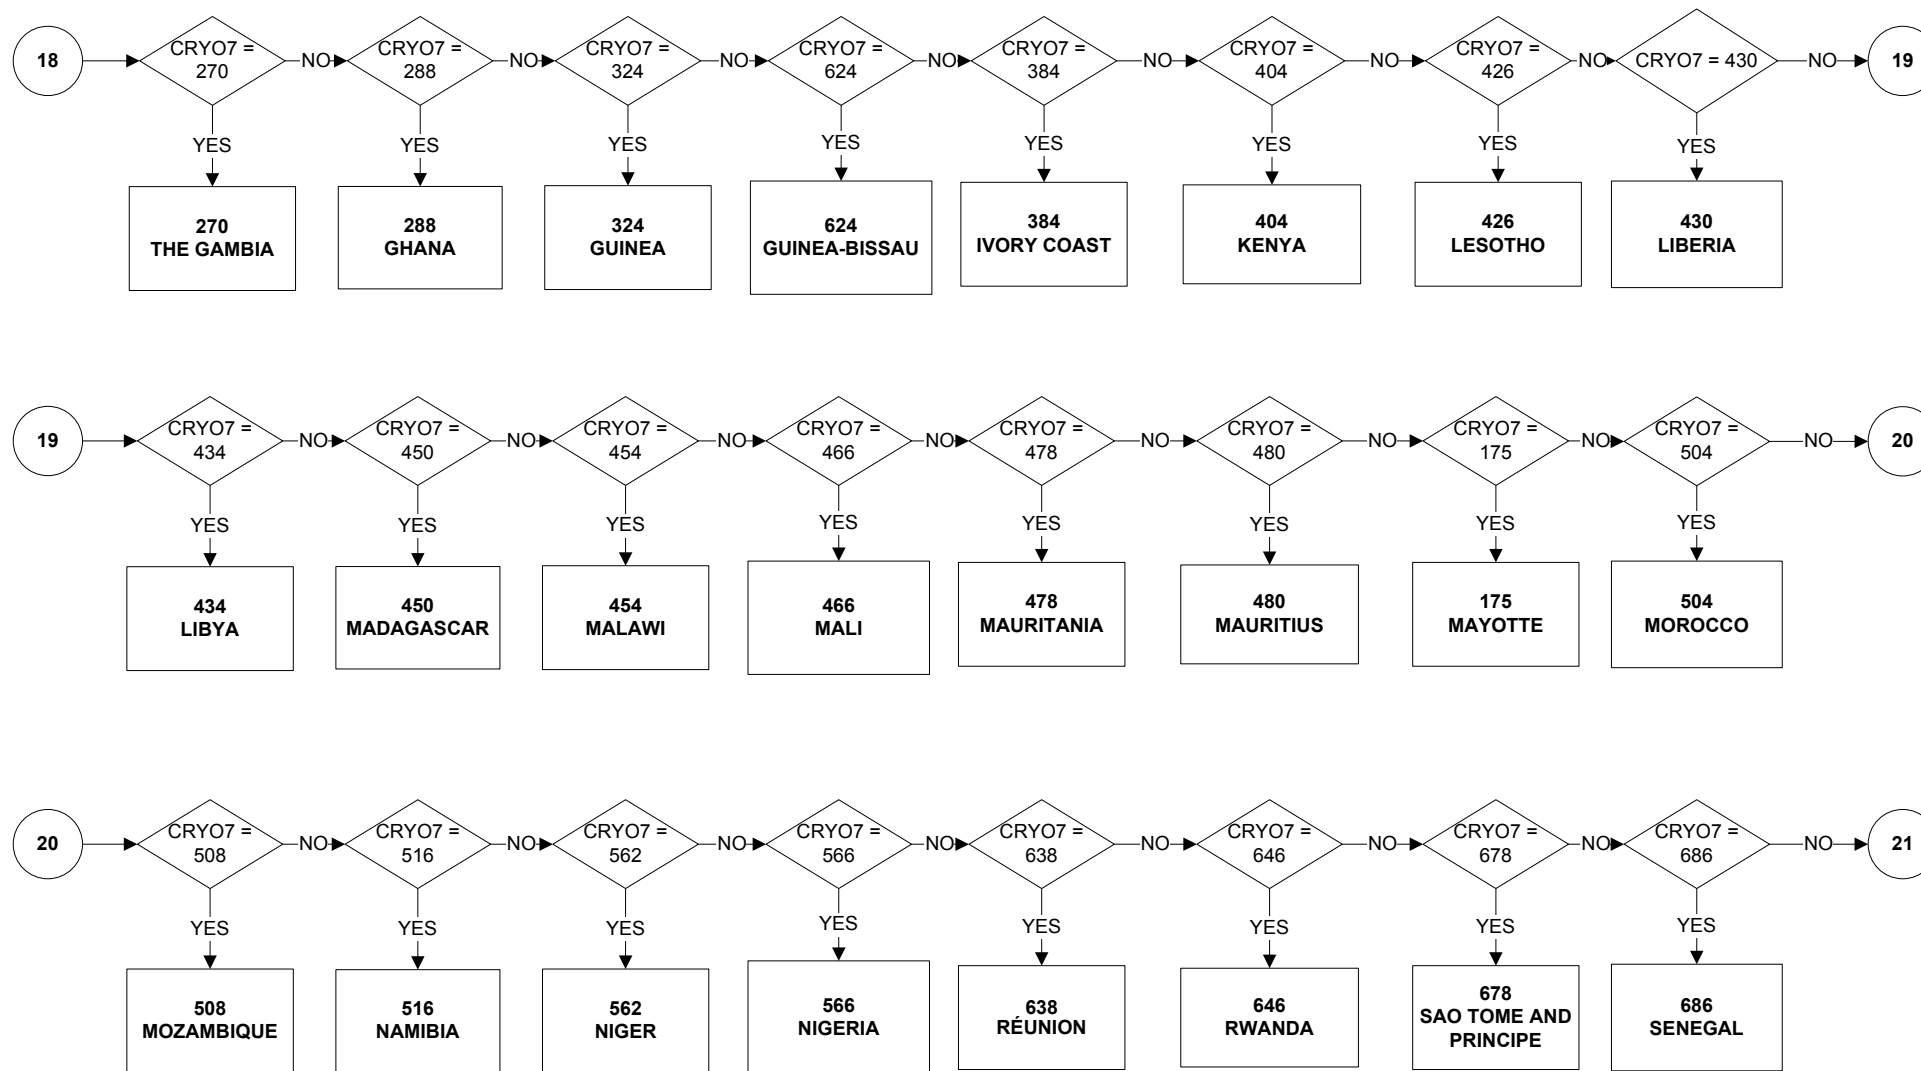 18
CRYO7 =
270
NO
CRYO7 =
288
NO
CRYO7 =
324
NO
CRYO7 =
624
NO
CRYO7 =
384
NO
CRYO7 =
404
NO
CRYO7 =
426
NO
CRYO7 = 430
NO
19
YES
YES
YES
YES
YES
YES
YES
YES
270
THE GAMBIA
288
GHANA
324
GUINEA
624
GUINEA-BISSAU
384
IVORY COAST
404
KENYA
426
LESOTHO
430
LIBERIA
19
CRYO7 =
434
NO
CRYO7 =
450
NO
CRYO7 =
454
NO
CRYO7 =
466
NO
CRYO7 =
478
NO
CRYO7 =
480
NO
CRYO7 =
175
NO
CRYO7 =
504
NO
20
YES
YES
YES
YES
YES
YES
YES
YES
434
LIBYA
450
MADAGASCAR
454
MALAWI
466
MALI
478
MAURITANIA
480
MAURITIUS
175
MAYOTTE
504
MOROCCO
20
CRYO7 =
508
NO
CRYO7 =
516
NO
CRYO7 =
562
NO
CRYO7 =
566
NO
CRYO7 =
638
NO
CRYO7 =
646
NO
CRYO7 =
678
NO
CRYO7 =
686
NO
21
YES
YES
YES
YES
YES
YES
YES
YES
508
MOZAMBIQUE
516
NAMIBIA
562
NIGER
566
NIGERIA
638
RÉUNION
646
RWANDA
678
SAO TOME AND
PRINCIPE
686
SENEGAL